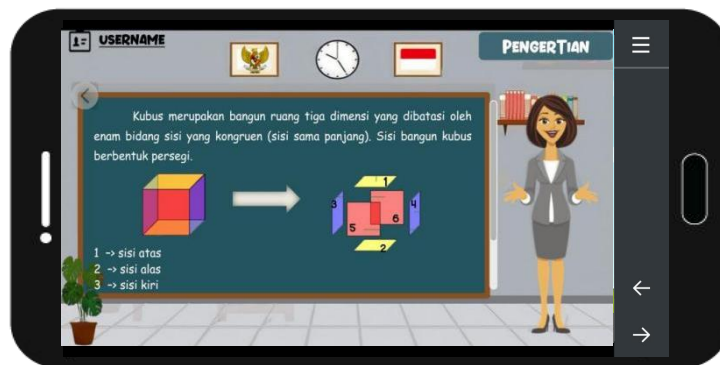 USERNAME
PENGERTIAN
Kubus merupakan bangun ruang tiga dimensi yang dibatasi oleh
enam bidang sisi yang kongruen (sisi sama panjang). Sisi bangun kubus
berbentuk persegi.
1
3
4
5
6
2
1 -> sisi atas
2 -> sisi alas
3 -> sisi kiri